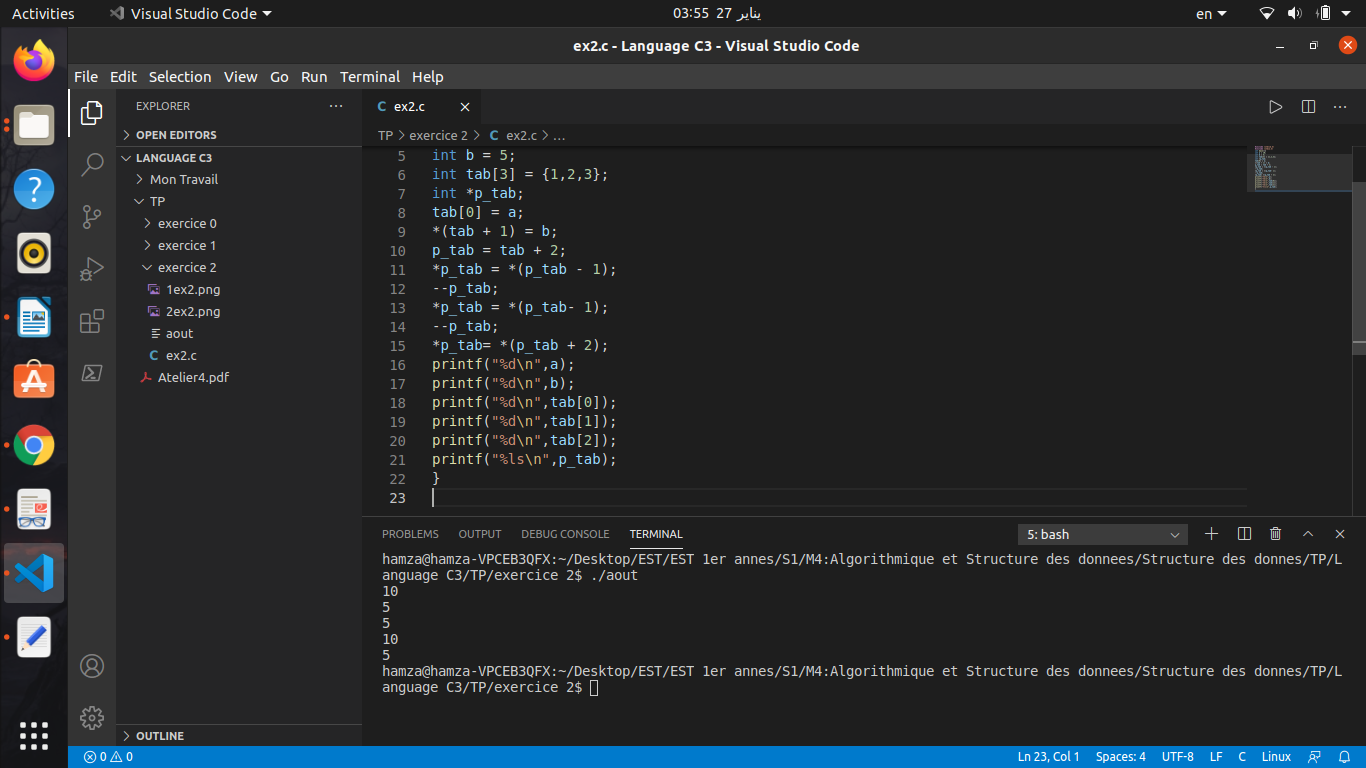 Activities
Visual Studio Code
03:55 27 يناير
en
ex2.c - Language C3 - Visual Studio Code
File Edit Selection View Go Run Terminal Help
EXPLORER
OPEN EDITORS
LANGUAGE C3
Mon Travail
TP
exercice 0
exercice 1
exercice 2
1ex2.png
2ex2.png
aout
C ex2.c
Atelier4.pdf
OUTLINE
C ex2.c
TP > exercice 2 > C ex2.c > ...
5 int b = 5;
6 int tab[3] = {1,2,3};
7 int *p_tab;
8 tab[0] = a;
9 *(tab + 1) = b;
10 p_tab = tab + 2;
11 *p_tab = *(p_tab - 1);
12 --p_tab;
13 *p_tab = *(p_tab- 1);
14 --p_tab;
15 *p_tab= *(p_tab + 2);
16 printf("%d\n",a);
17 printf("%d\n",b);
18 printf("%d\n",tab[0]);
19 printf("%d\n",tab[1]);
20 printf("%d\n",tab[2]);
21 printf("%ls\n",p_tab);
22 }
23
PROBLEMS OUTPUT DEBUG CONSOLE TERMINAL
5: bash
hamza@hamza-VPCEB3QFX:~/Desktop/EST/EST 1er annes/S1/M4:Algorithmique et Structure des donnees/Structure des donnes/TP/L
anguage C3/TP/exercice 2$ ./aout
10
5
5
10
5
hamza@hamza-VPCEB3QFX:~/Desktop/EST/EST 1er annes/S1/M4:Algorithmique et Structure des donnees/Structure des donnes/TP/L
anguage C3/TP/exercice 2$
0 0
Ln 23, Col 1 Spaces: 4 UTF-8 LF C Linux